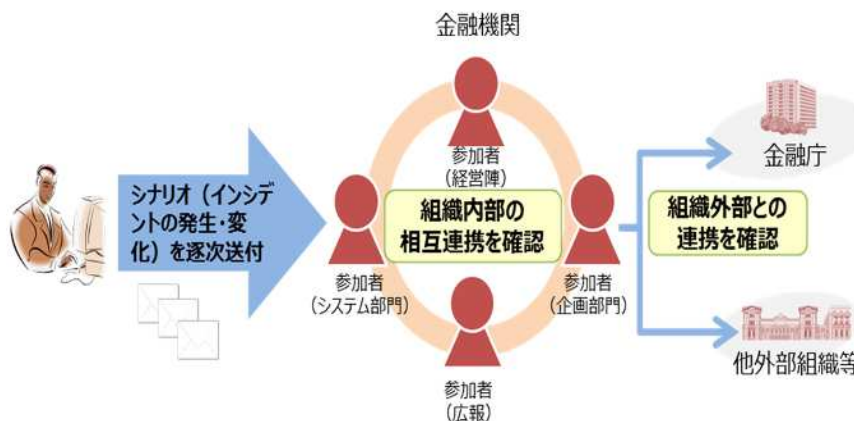 金融機関
シナリオ（インシデ
ントの発生・変
化）を逐次送付
参加者
（経営陣）
組織内部の
相互連携を確認
参加者
（システム部門）
参加者
（企画部門）
参加者
（広報）
組織外部との
連携を確認
金融庁
他外部組織等